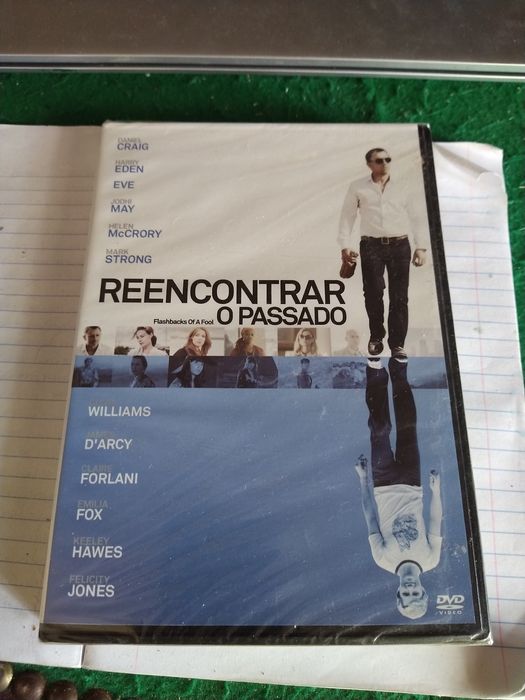 DANIEL
CRAIG
HARRY
EDEN
EVE
JODHI
MAY
HELEN
McCRORY
MARK
STRONG
REENCONTRAR
O PASSADO
Flashbacks Of A Fool
WILLIAMS
D'ARCY
CLAIRE
FORLANI
EMILIA
FOX
KEELEY
HAWES
FELICITY
JONES
DVD
VIDEO